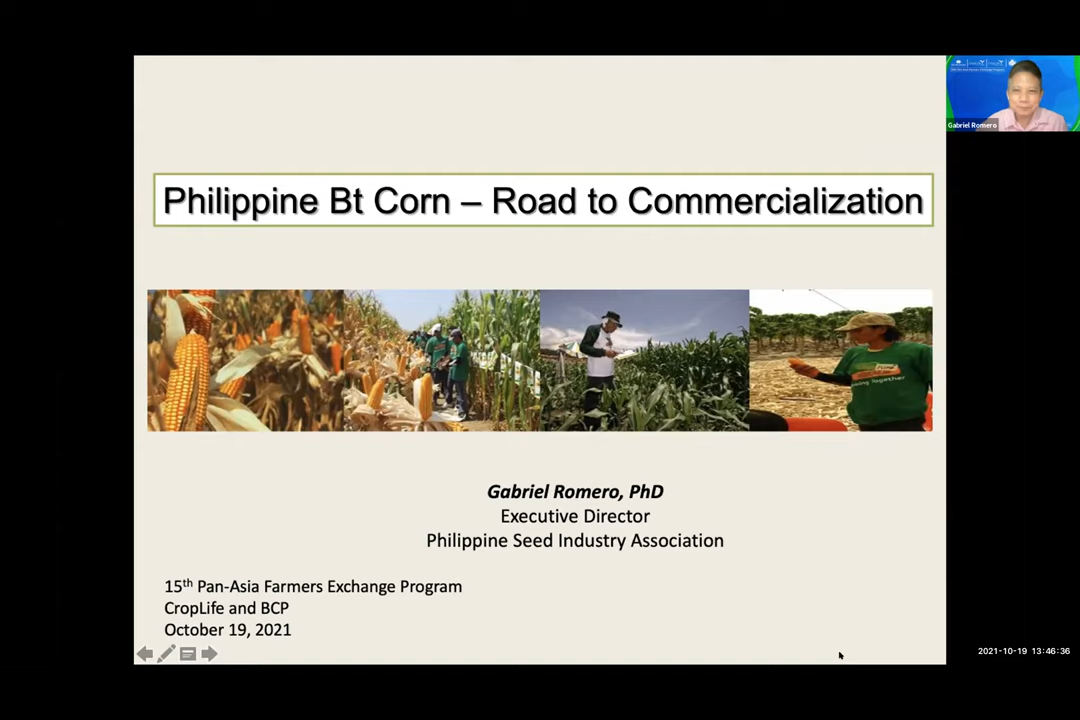 Philippine Bt Corn – Road to Commercialization
Gabriel Romero, PhD
Executive Director
Philippine Seed Industry Association
15th Pan-Asia Farmers Exchange Program
CropLife and BCP
October 19, 2021
Gabriel Romero
2021-10-19 13:46:36